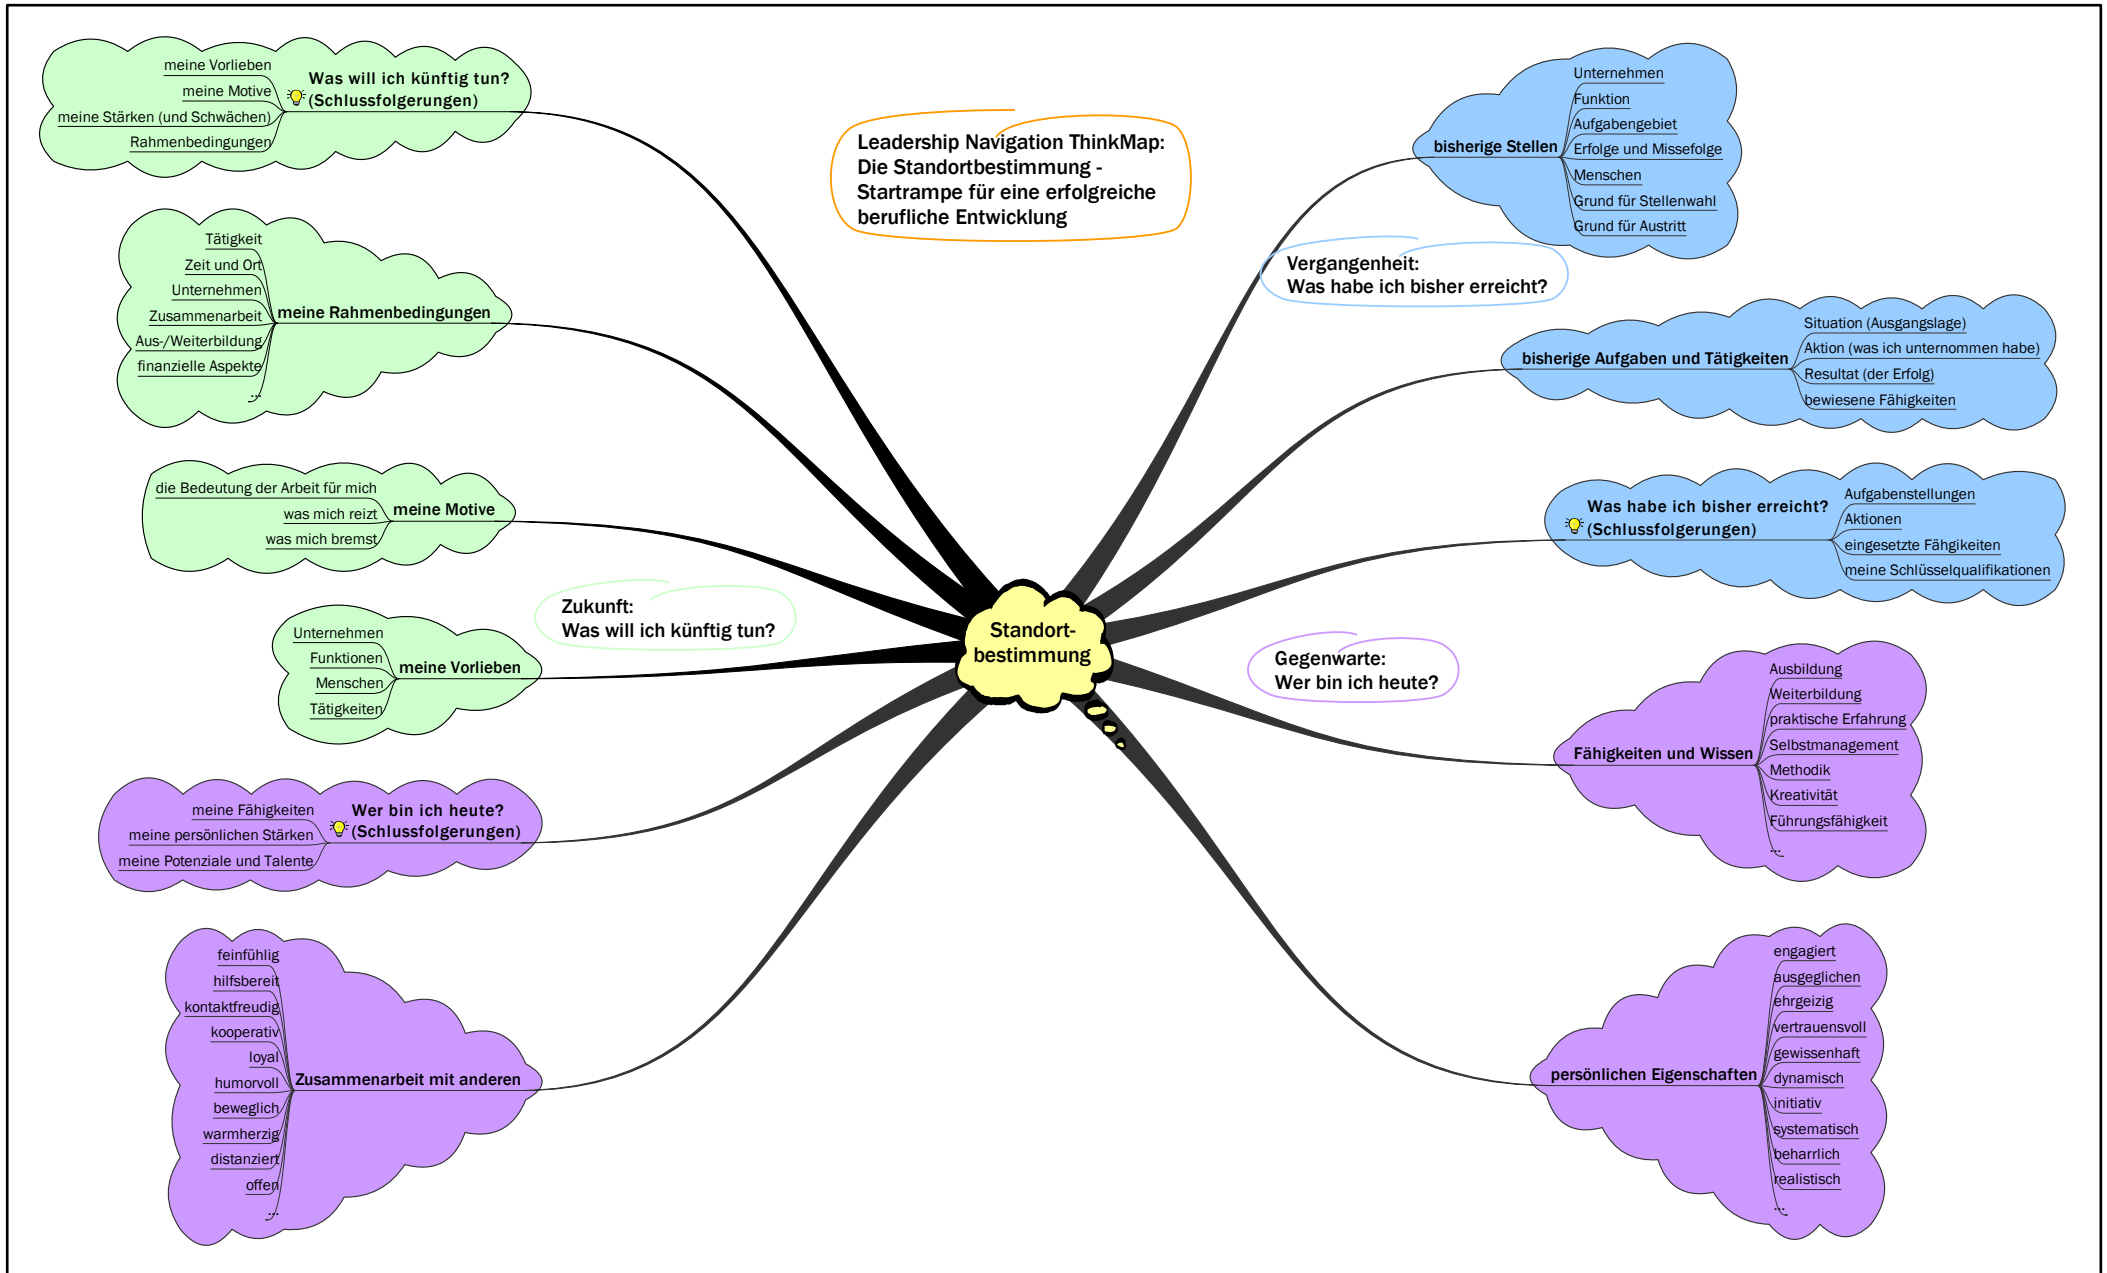 Leadership Navigation ThinkMap:
Die Standortbestimmung -
Startrampe für eine erfolgreiche
berufliche Entwicklung
Standort-
bestimmung
Vergangenheit:
Was habe ich bisher erreicht?
bisherige Stellen
Unternehmen
Funktion
Aufgabengebiet
Erfolge und Missefolge
Menschen
Grund für Stellenwahl
Grund für Austritt
bisherige Aufgaben und Tätigkeiten
Situation (Ausgangslage)
Aktion (was ich unternommen habe)
Resultat (der Erfolg)
bewiesene Fähigkeiten
Was habe ich bisher erreicht?
(Schlussfolgerungen)
Aufgabenstellungen
Aktionen
eingesetzte Fähgikeiten
meine Schlüsselqualifikationen
Gegenwarte:
Wer bin ich heute?
Fähigkeiten und Wissen
Ausbildung
Weiterbildung
praktische Erfahrung
Selbstmanagement
Methodik
Kreativität
Führungsfähigkeit
...
persönlichen Eigenschaften
engagiert
ausgeglichen
ehrgeizig
vertrauensvoll
gewissenhaft
dynamisch
initiativ
systematisch
beharrlich
realistisch
...
Zusammenarbeit mit anderen
feinfühlig
hilfsbereit
kontaktfreudig
kooperativ
loyal
humorvoll
beweglich
warmherzig
distanziert
offen
...
Wer bin ich heute?
(Schlussfolgerungen)
meine Fähigkeiten
meine persönlichen Stärken
meine Potenziale und Talente
Zukunft:
Was will ich künftig tun?
meine Vorlieben
Unternehmen
Funktionen
Menschen
Tätigkeiten
meine Motive
die Bedeutung der Arbeit für mich
was mich reizt
was mich bremst
meine Rahmenbedingungen
Tätigkeit
Zeit und Ort
Unternehmen
Zusammenarbeit
Aus-/Weiterbildung
finanzielle Aspekte
...
Was will ich künftig tun?
(Schlussfolgerungen)
meine Vorlieben
meine Motive
meine Stärken (und Schwächen)
Rahmenbedingungen